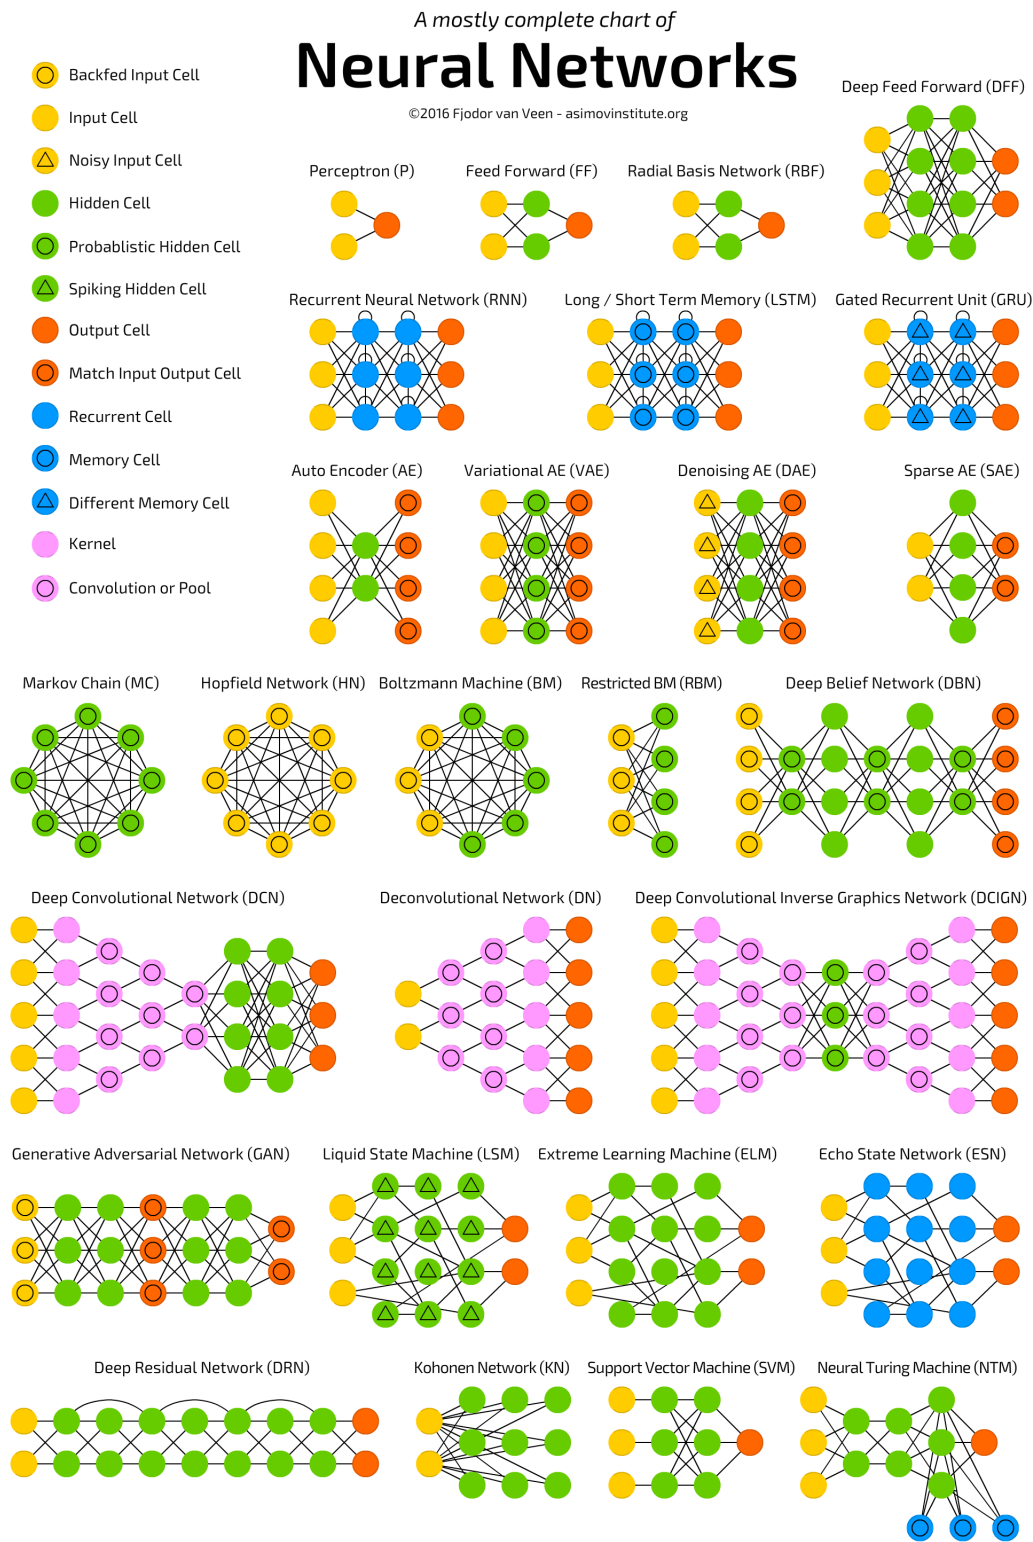 A mostly complete chart of
Neural Networks
©2016 Fjodor van Veen - asimovinstitute.org
Backfed Input Cell
Input Cell
Noisy Input Cell
Hidden Cell
Probablistic Hidden Cell
Spiking Hidden Cell
Output Cell
Match Input Output Cell
Recurrent Cell
Memory Cell
Different Memory Cell
Kernel
Convolution or Pool
Deep Feed Forward (DFF)
Perceptron (P)
Feed Forward (FF)
Radial Basis Network (RBF)
Recurrent Neural Network (RNN)
Long / Short Term Memory (LSTM)
Gated Recurrent Unit (GRU)
Auto Encoder (AE)
Variational AE (VAE)
Denoising AE (DAE)
Sparse AE (SAE)
Markov Chain (MC)
Hopfield Network (HN)
Boltzmann Machine (BM)
Restricted BM (RBM)
Deep Belief Network (DBN)
Deep Convolutional Network (DCN)
Deconvolutional Network (DN)
Deep Convolutional Inverse Graphics Network (DCIGN)
Generative Adversarial Network (GAN)
Liquid State Machine (LSM)
Extreme Learning Machine (ELM)
Echo State Network (ESN)
Deep Residual Network (DRN)
Kohonen Network (KN)
Support Vector Machine (SVM)
Neural Turing Machine (NTM)